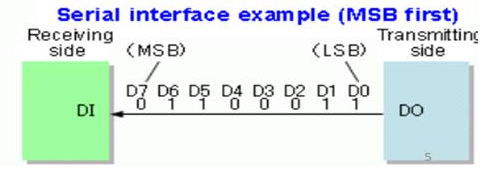 Serial interface example (MSB first)
Receiving side
Transmitting side
(MSB)
(LSB)
D7 D6 D5 D4 D3 D2 D1 D0
0 1 1 0 0 0 1 1
DI
DO
5